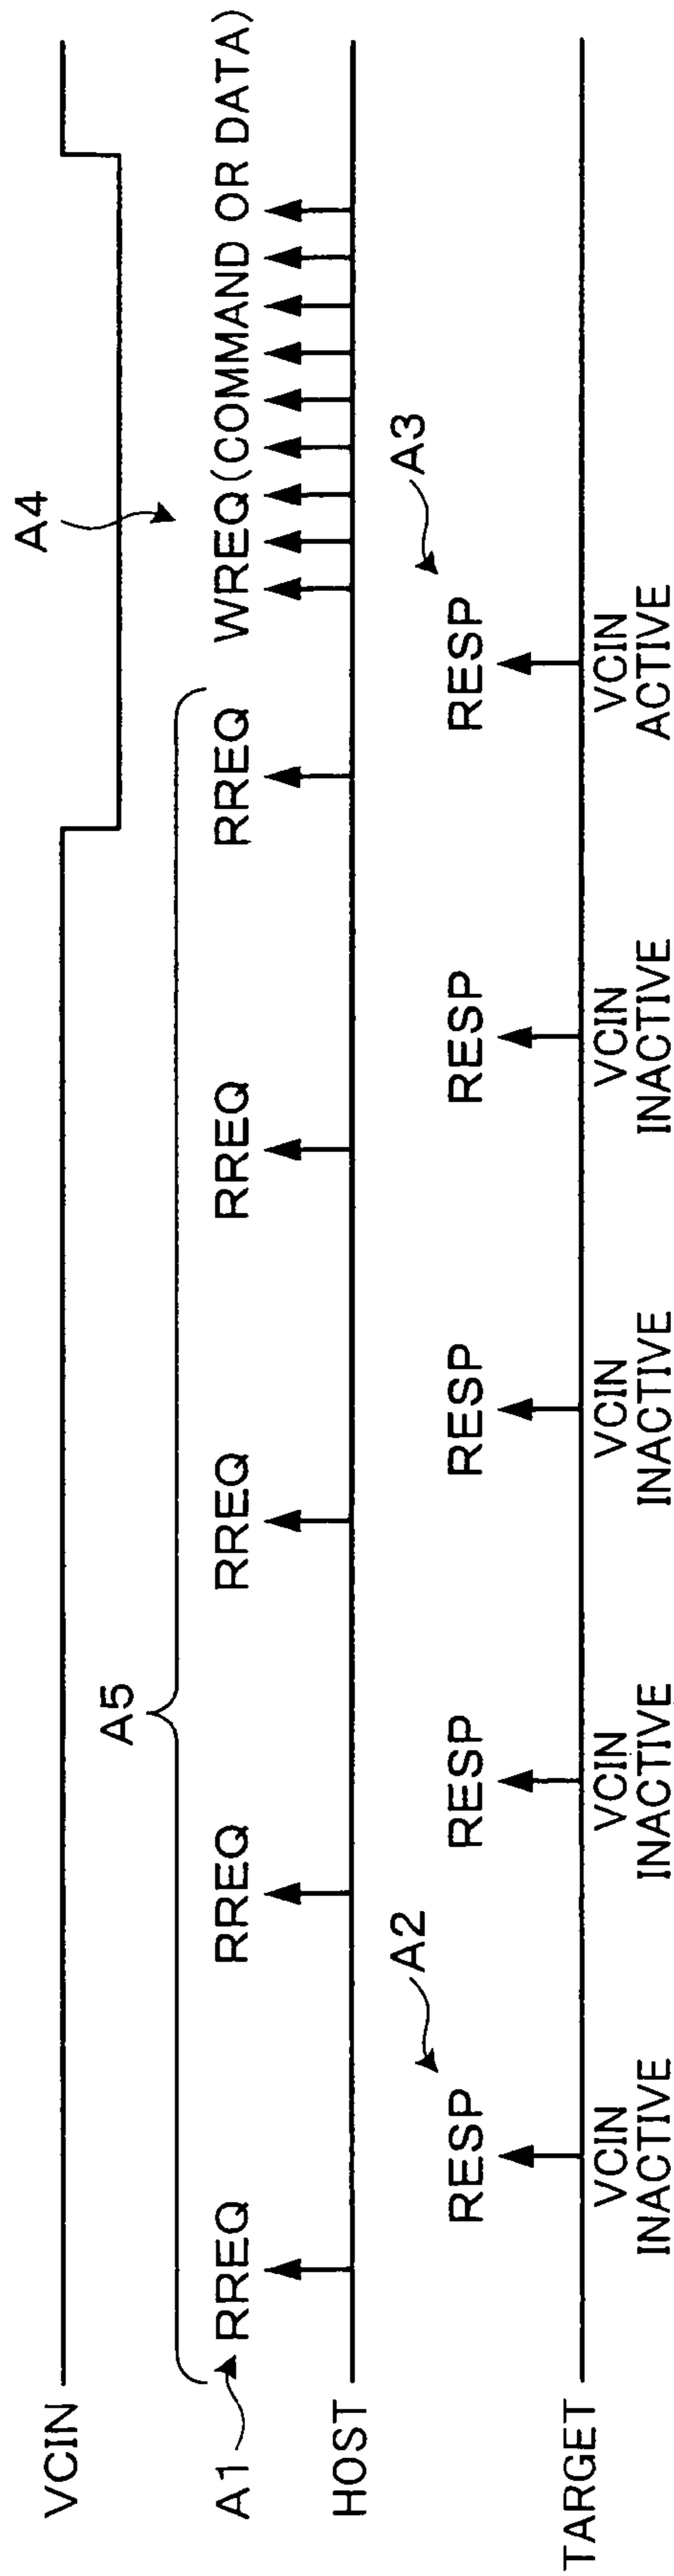 A4
VCIN
A5
A1
RREQ
RREQ
RREQ
RREQ
RREQ
WREQ (COMMAND OR DATA)
HOST
A2
A3
RESP
RESP
RESP
RESP
RESP
TARGET
VCIN
INACTIVE
VCIN
INACTIVE
VCIN
INACTIVE
VCIN
INACTIVE
VCIN
ACTIVE